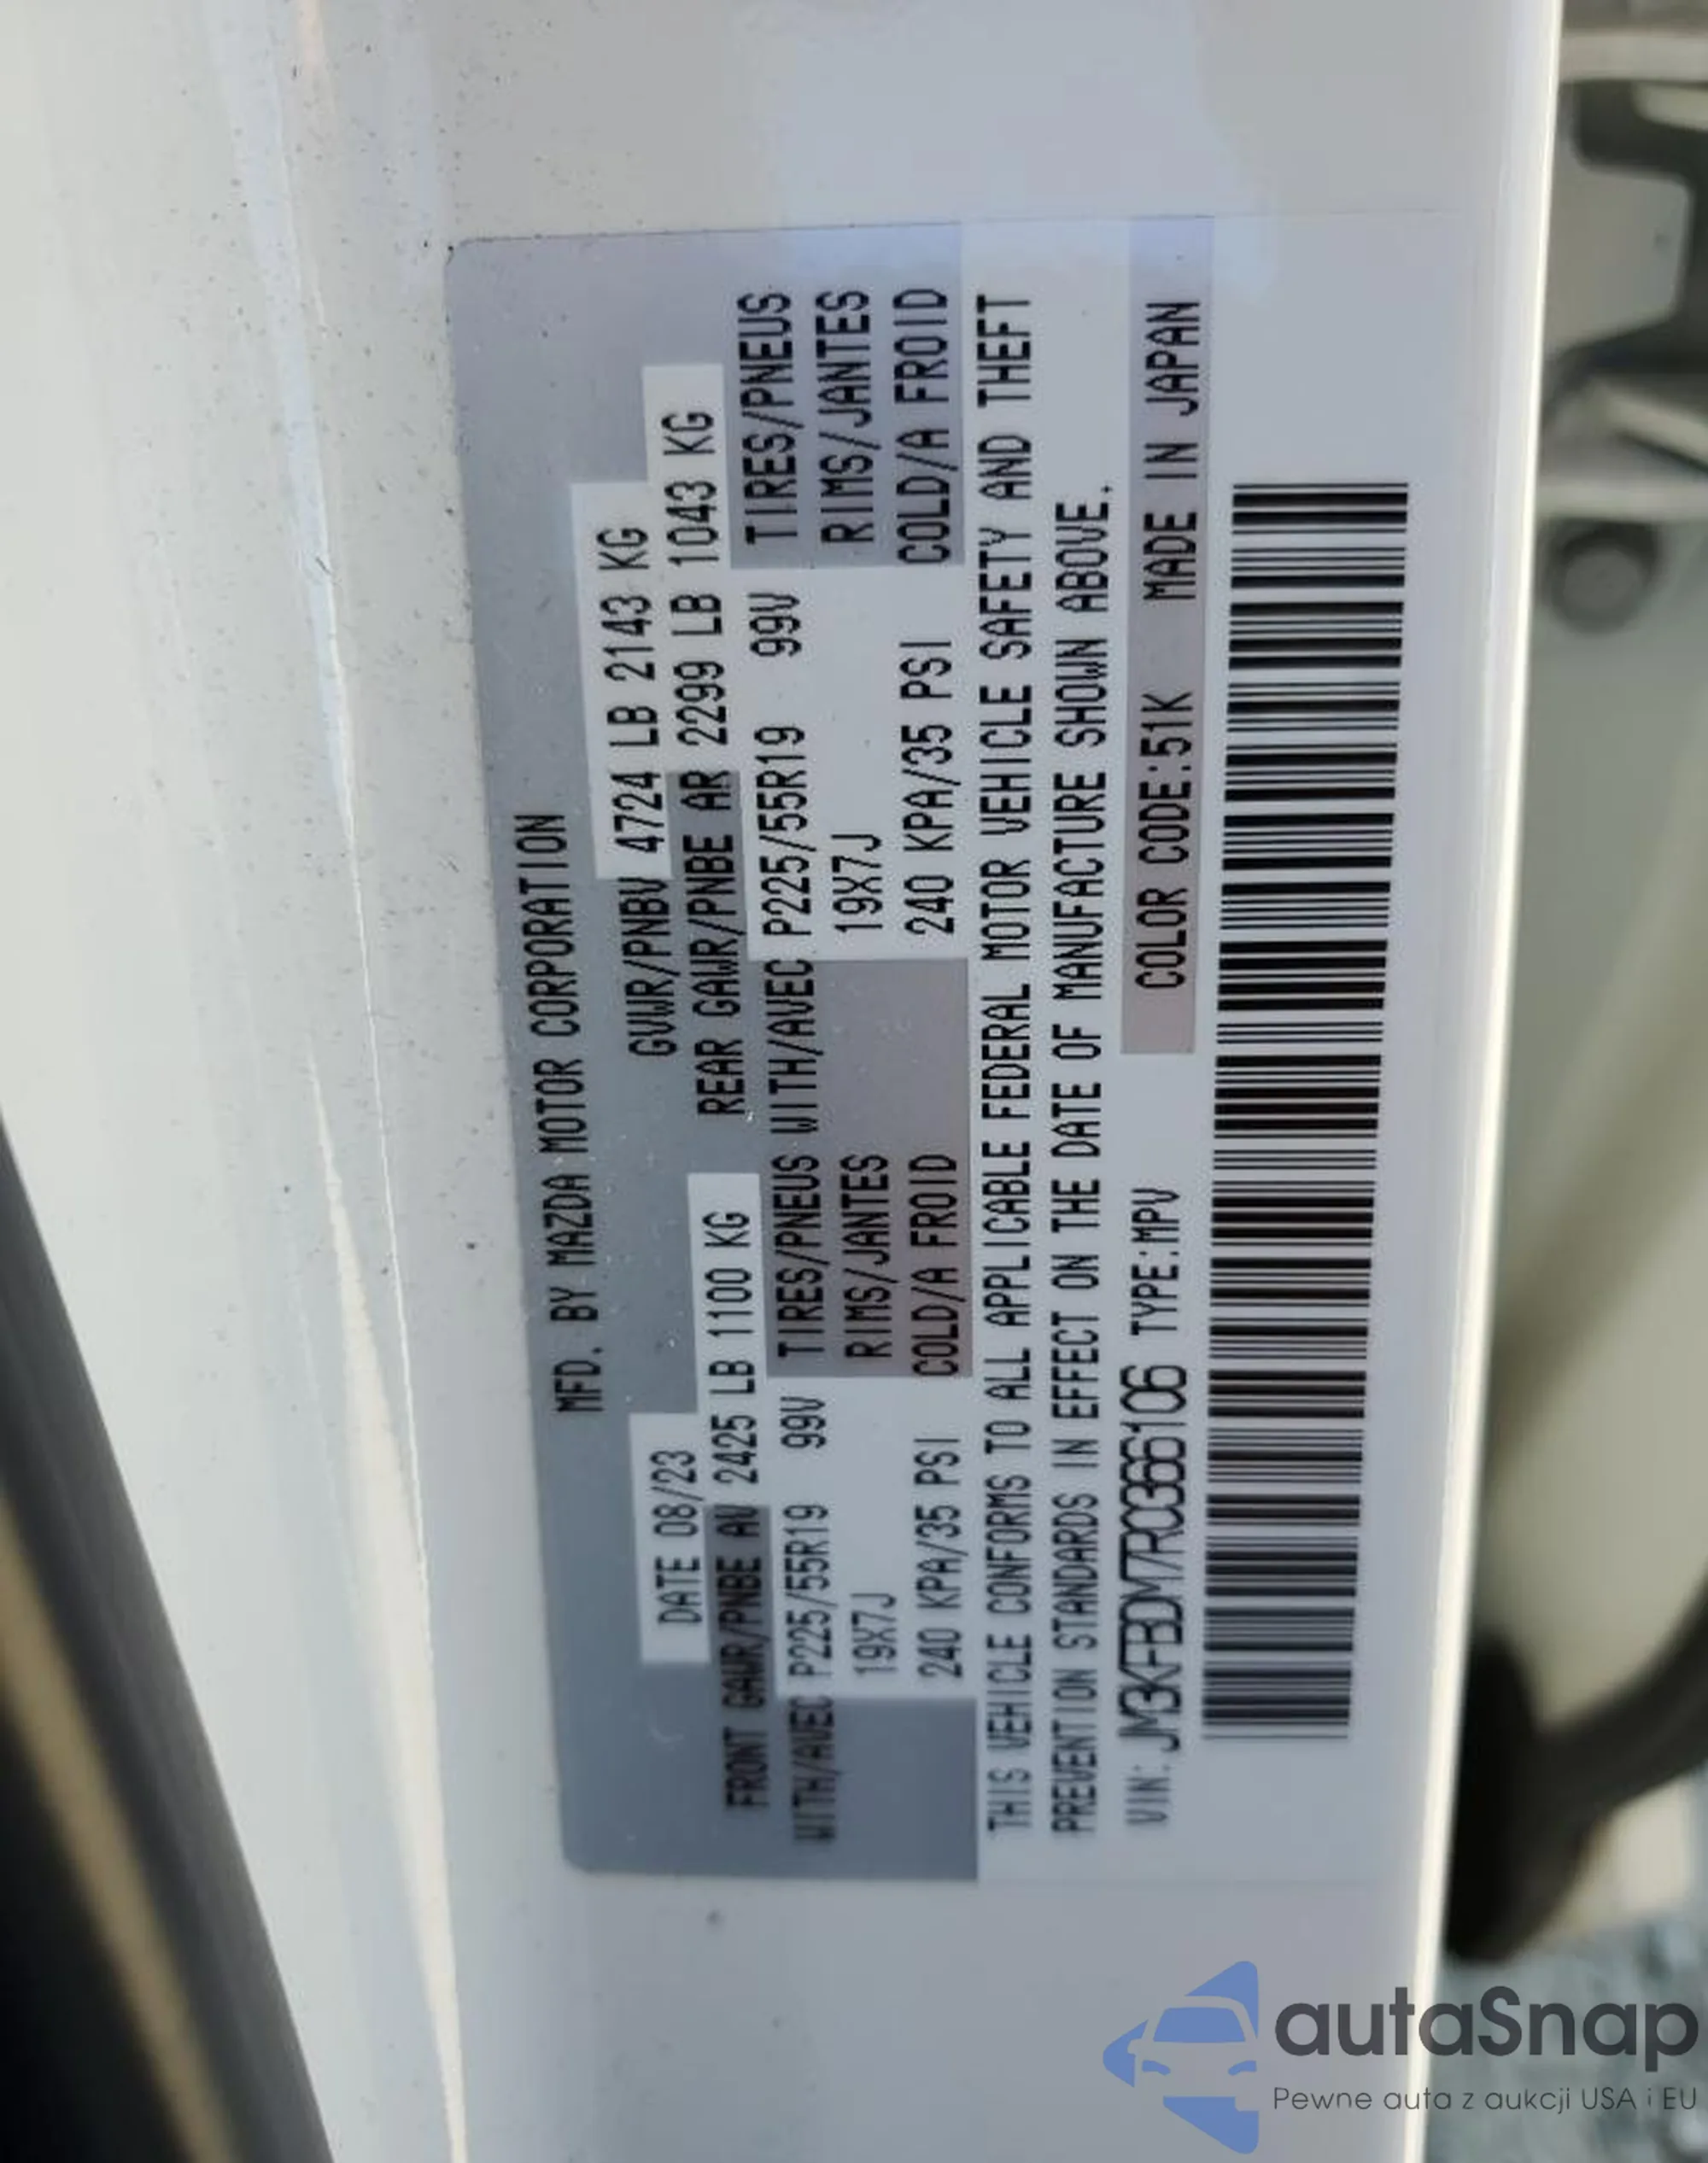 MFD. BY MAZDA MOTOR CORPORATION
DATE 08/23 GVWR/PNBV 4724 LB 2143 KG
FRONT GAWR/PNBE AV 2425 LB 1100 KG REAR GAWR/PNBE AR 2299 LB 1043 KG
WITH/AVEC P225/55R19 99V TIRES/PNEUS WITH/AVEC P225/55R19 99V TIRES/PNEUS
19X7J RIMS/JANTES 19X7J RIMS/JANTES
240 KPA/35 PSI COLD/A FROID 240 KPA/35 PSI COLD/A FROID
THIS VEHICLE CONFORMS TO ALL APPLICABLE FEDERAL MOTOR VEHICLE SAFETY AND THEFT
PREVENTION STANDARDS IN EFFECT ON THE DATE OF MANUFACTURE SHOWN ABOVE.
VIN: JM3KFBDM7R0366106 TYPE:MPV COLOR CODE:51K MADE IN JAPAN
autaSnap
Pewne auta z aukcji USA i EU